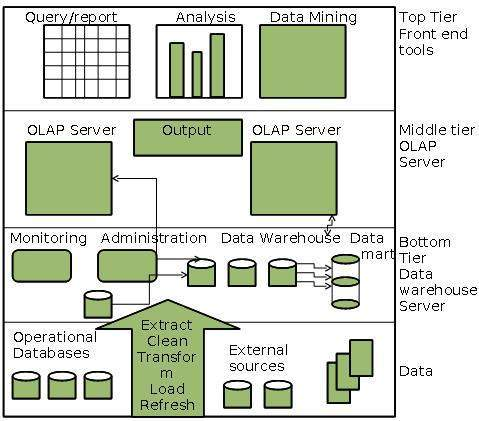 Query/report
Analysis
Data Mining
Top Tier
Front end
tools
OLAP Server
Output
OLAP Server
Middle tier
OLAP
Server
Monitoring
Administration
Data Warehouse
Data
mart
Bottom
Tier
Data
warehouse
Server
Operational
Databases
Extract
Clean
Transfor
m
Load
Refresh
External
sources
Data